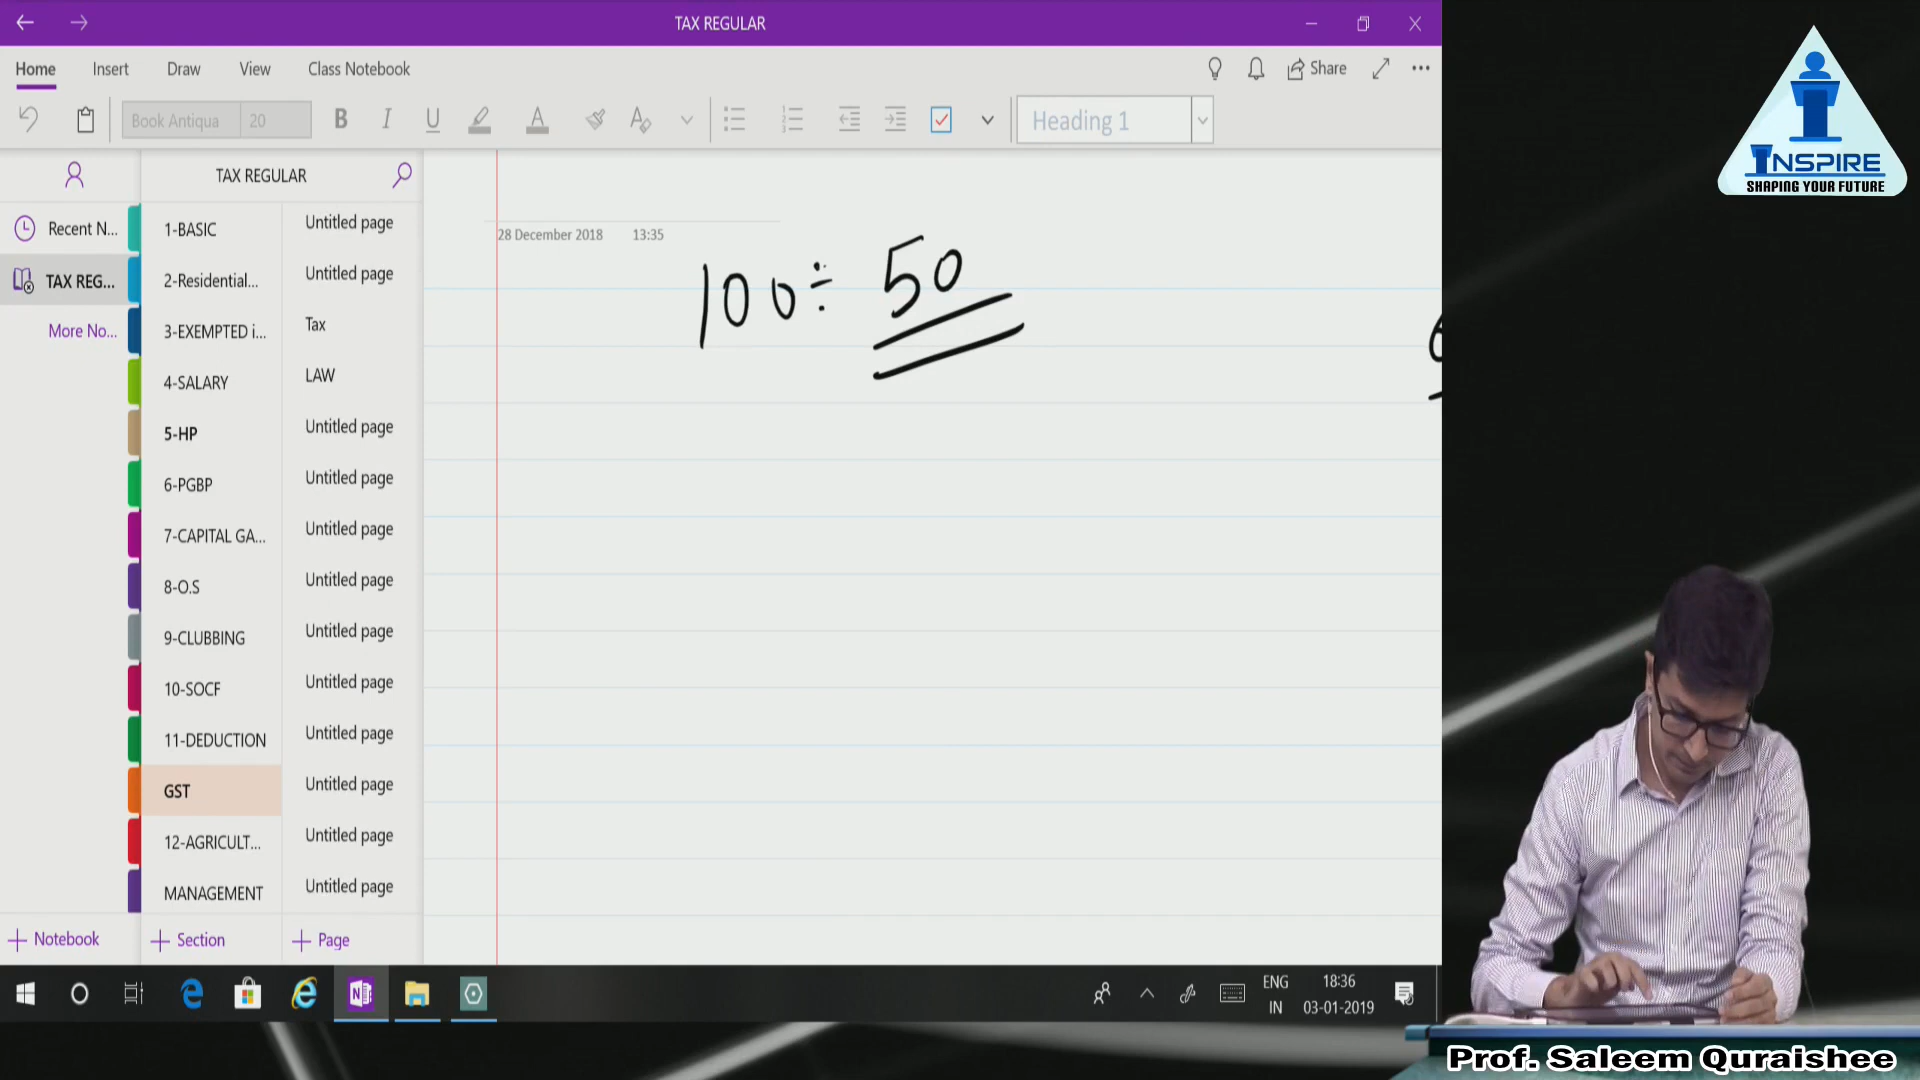 TAX REGULAR
Home Insert Draw View Class Notebook
Share
Book Antiqua 20
B I U A
Heading 1
TAX REGULAR
Recent N...
TAX REG...
More No...
1-BASIC
2-Residential...
3-EXEMPTED i...
4-SALARY
5-HP
6-PGBP
7-CAPITAL GA...
8-O.S
9-CLUBBING
10-SOCF
11-DEDUCTION
GST
12-AGRICULT...
MANAGEMENT
Untitled page
Untitled page
Tax
LAW
Untitled page
Untitled page
Untitled page
Untitled page
Untitled page
Untitled page
Untitled page
Untitled page
Untitled page
Untitled page
+ Notebook
+ Section
+ Page
28 December 2018 13:35
100 ÷ 50
ENG
IN
18:36
03-01-2019
INSPIRE
SHAPING YOUR FUTURE
Prof. Saleem Quraishee